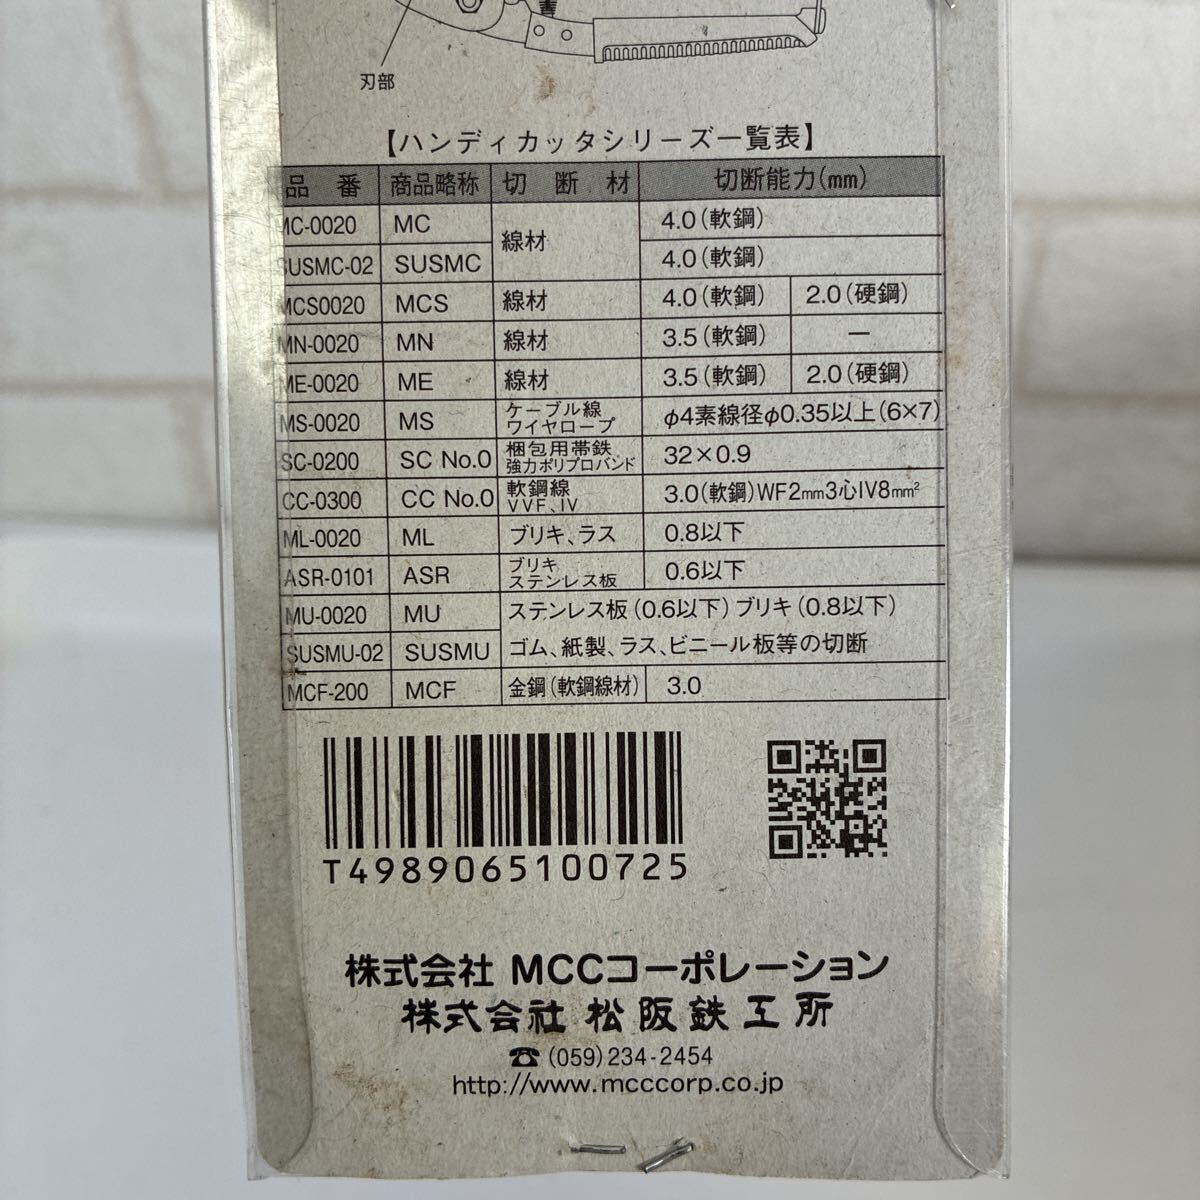 刃部
【ハンディカッタシリーズ一覧表】
品番 商品略称 切断材 切断能力(mm)
MC-0020 MC 線材 4.0(軟鋼)
SUSMC-02 SUSMC 4.0(軟鋼)
MCS0020 MCS 線材 4.0(軟鋼) 2.0(硬鋼)
MN-0020 MN 線材 3.5(軟鋼) ー
ME-0020 ME 線材 3.5(軟鋼) 2.0(硬鋼)
MS-0020 MS ケーブル線 ワイヤロープ φ4素線径φ0.35以上(6×7)
SC-0200 SC No.0 梱包用帯鉄、強力ポリプロバンド 32×0.9
CC-0300 CC No.0 軟鋼線 VVF、IV 3.0(軟鋼)WF2mm3心IV8mm²
ML-0020 ML ブリキ、ラス 0.8以下
ASR-0101 ASR ブリキ ステンレス板 0.6以下
MU-0020 MU ステンレス板(0.6以下)ブリキ(0.8以下)
SUSMU-02 SUSMU ゴム、紙製、ラス、ビニール板等の切断
MCF-200 MCF 金鋼(軟鋼線材) 3.0
T4989065100725
株式会社 MCCコーポレーション
株式会社 松阪鉄工所
☎(059)234-2454
http://www.mcccorp.co.jp